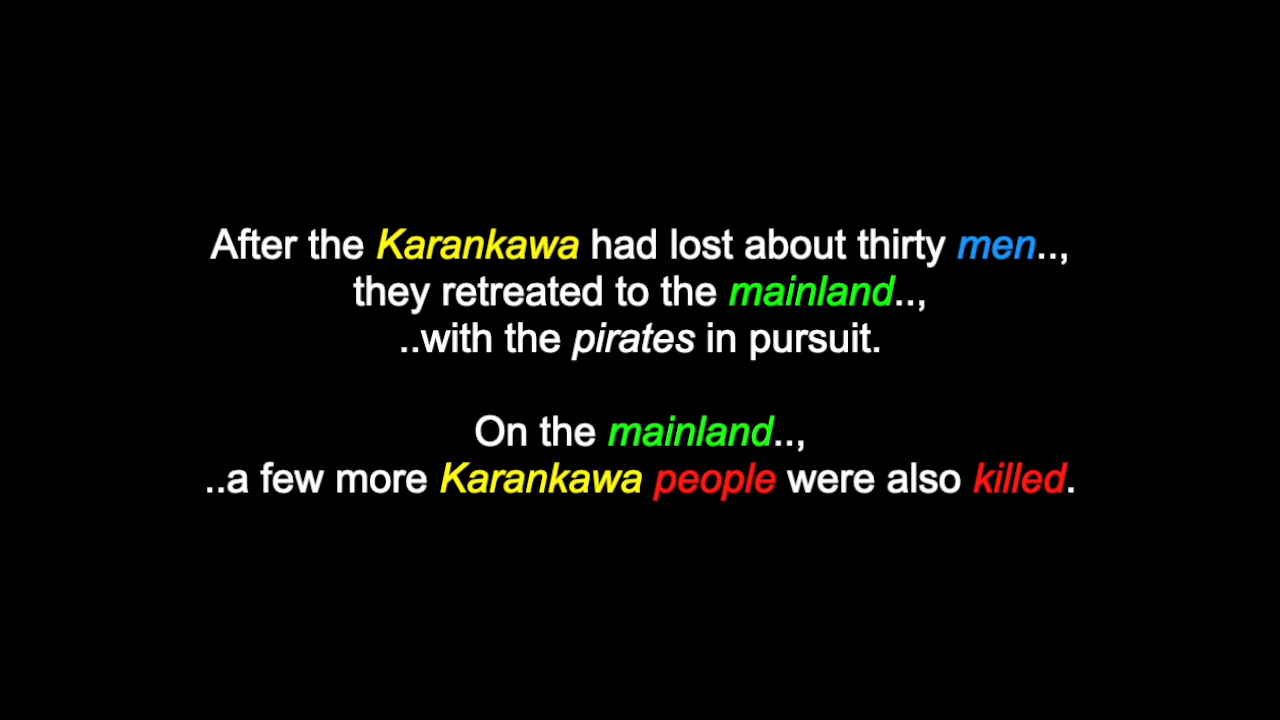 After the Karankawa had lost about thirty men..,
they retreated to the mainland..,
..with the pirates in pursuit.
On the mainland..,
..a few more Karankawa people were also killed.